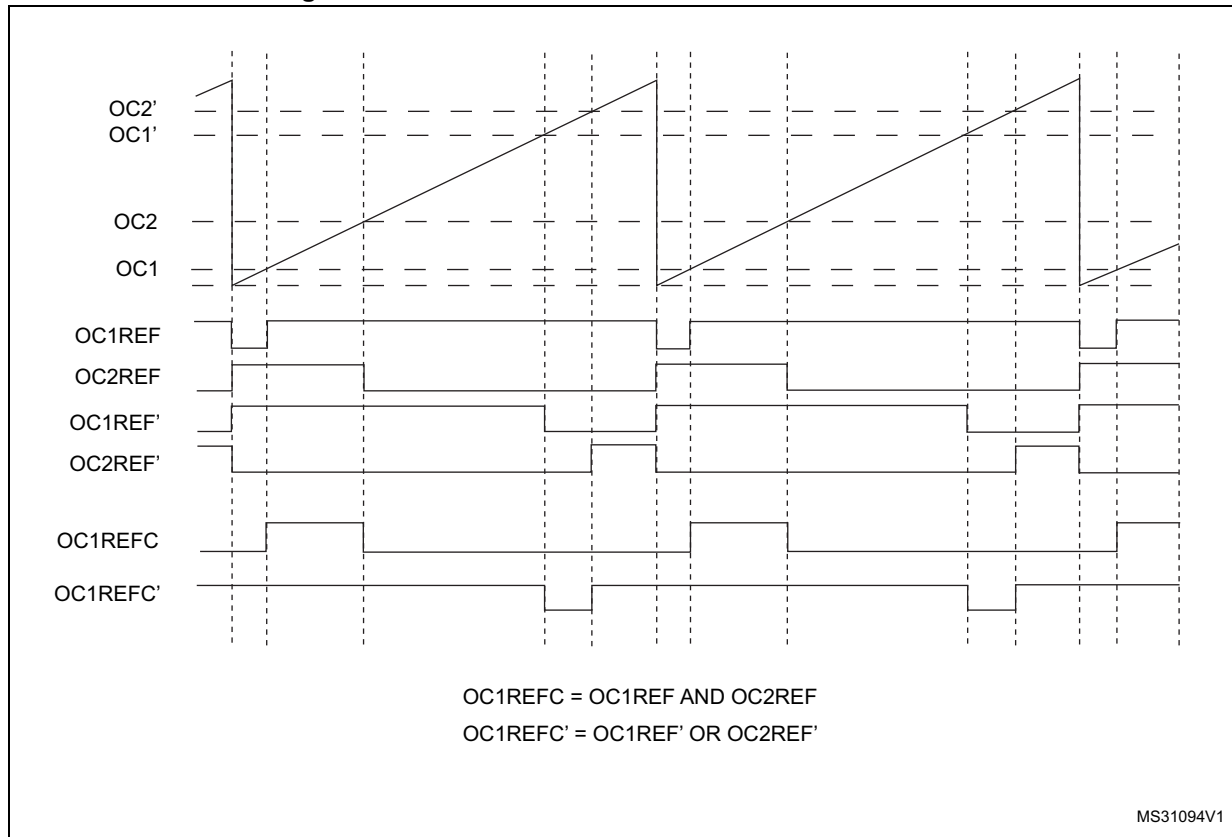 OC2’
OC1’
OC2
OC1
OC1REF
OC2REF
OC1REF’
OC2REF’
OC1REFC
OC1REFC’
OC1REFC = OC1REF AND OC2REF
OC1REFC’ = OC1REF’ OR OC2REF’
MS31094V1